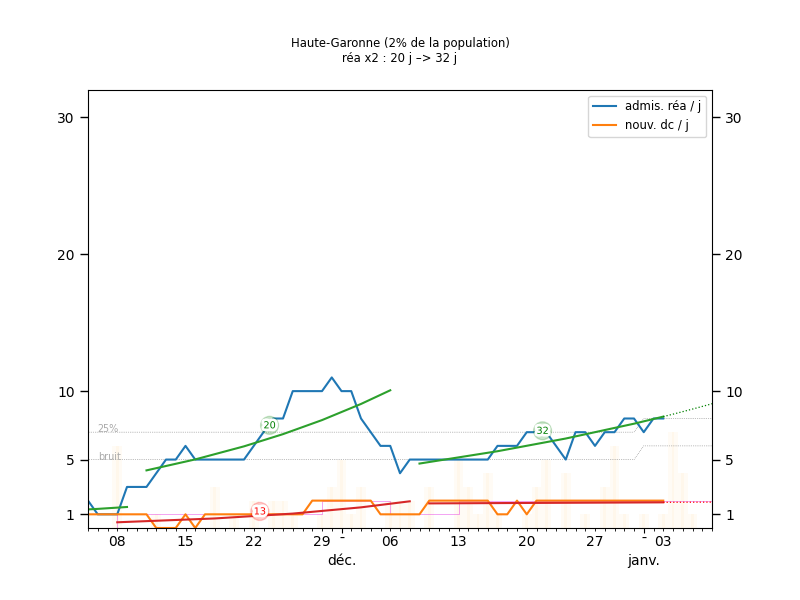 Haute-Garonne (2% de la population)
réa x2 : 20 j –> 32 j
admis. réa / j
nouv. dc / j
30 30
20 20
10 10
5 5
1 1
25%
bruit
20
13
32
08 15 22 29 - 06 13 20 27 - 03
déc. janv.